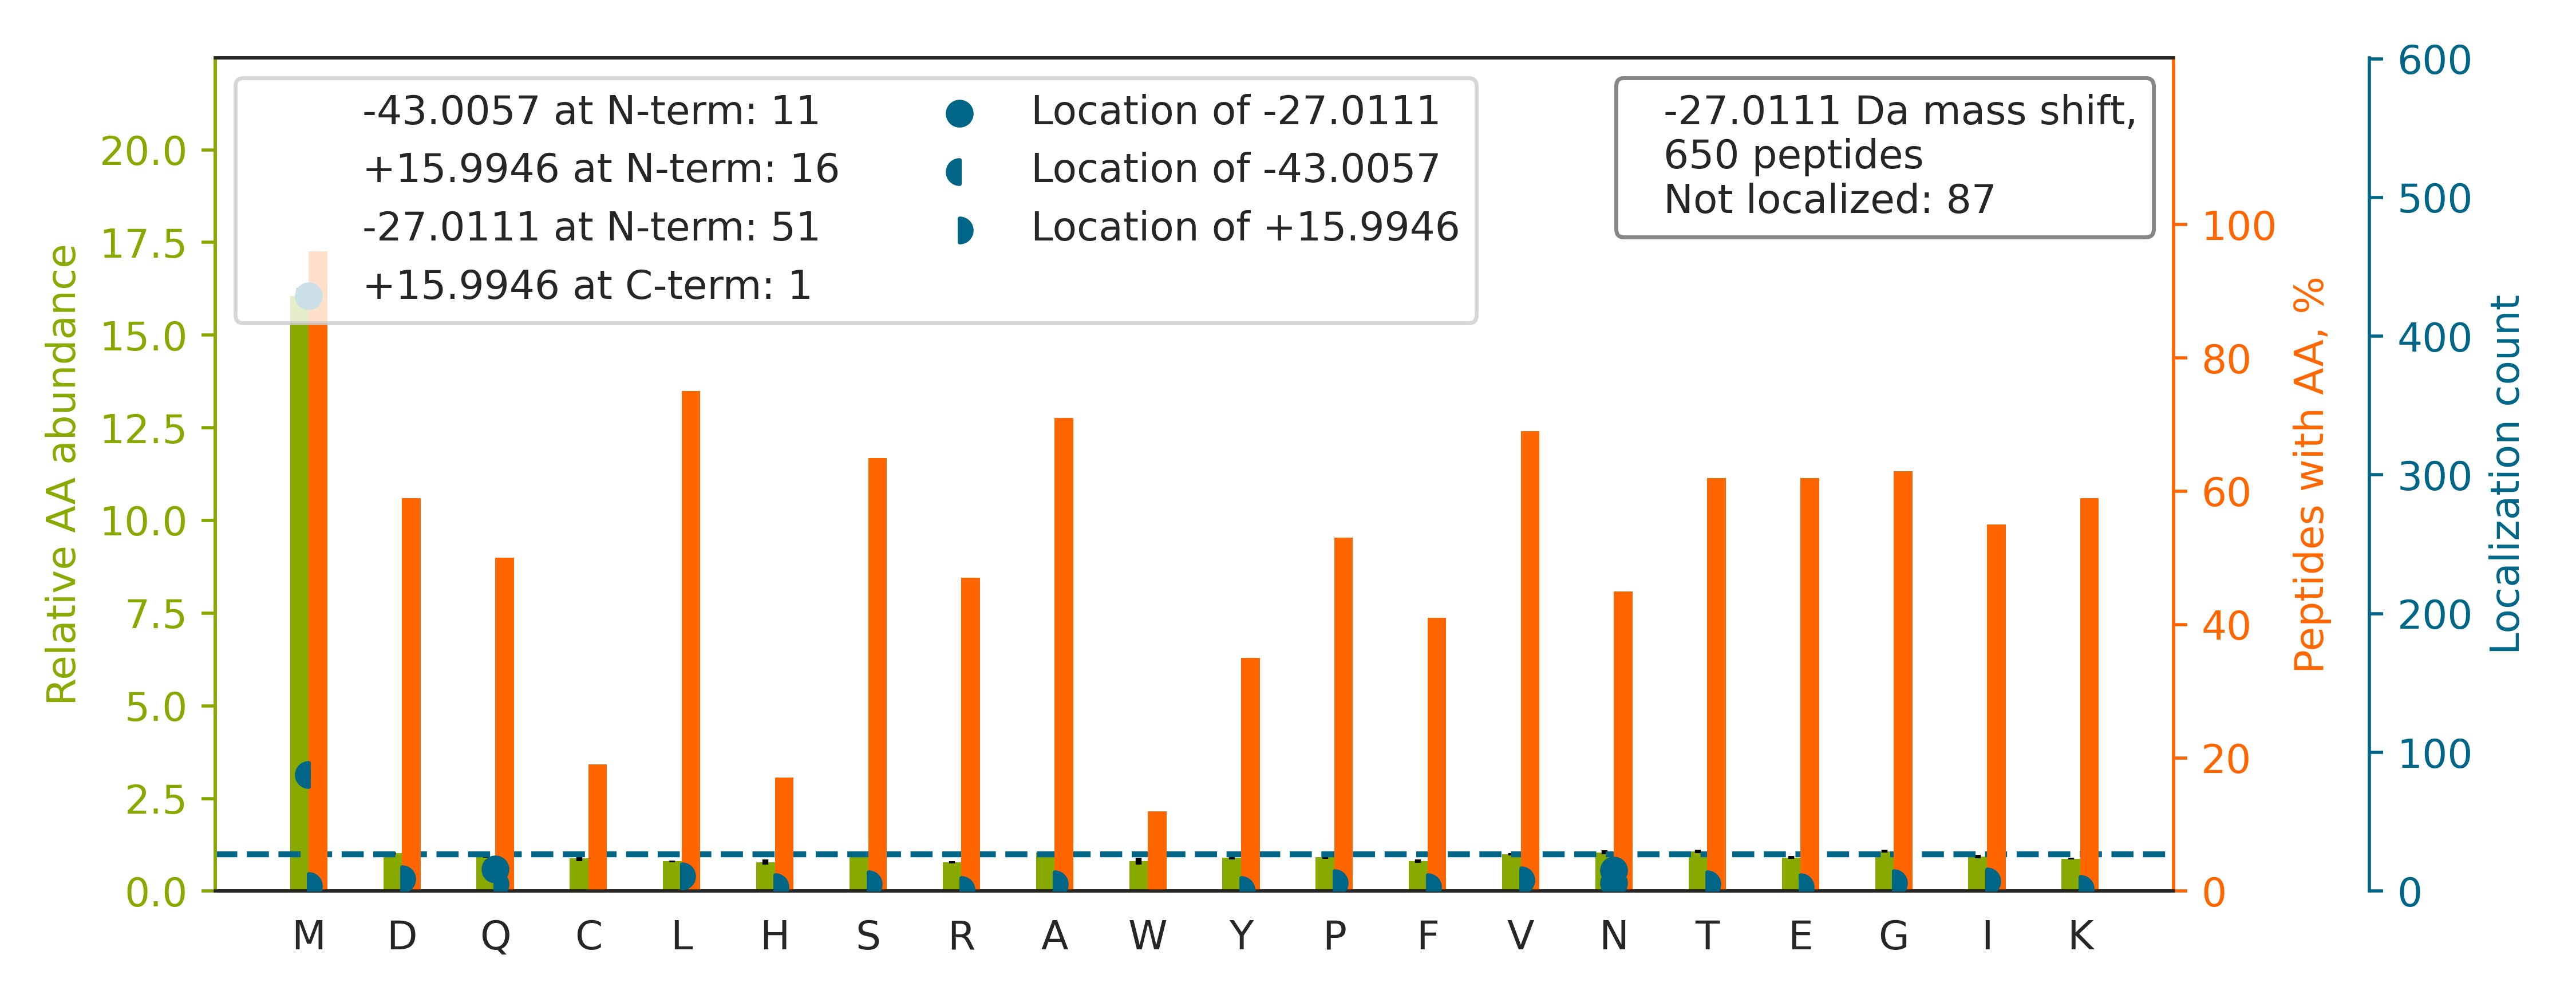 -43.0057 at N-term: 11
+15.9946 at N-term: 16
-27.0111 at N-term: 51
+15.9946 at C-term: 1
Location of -27.0111
Location of -43.0057
Location of +15.9946
-27.0111 Da mass shift,
650 peptides
Not localized: 87
Relative AA abundance
20.0
17.5
15.0
12.5
10.0
7.5
5.0
2.5
0.0
M D Q C L H S R A W Y P F V N T E G I K
100
80
60
40
20
0
Peptides with AA, %
600
500
400
300
200
100
0
Localization count